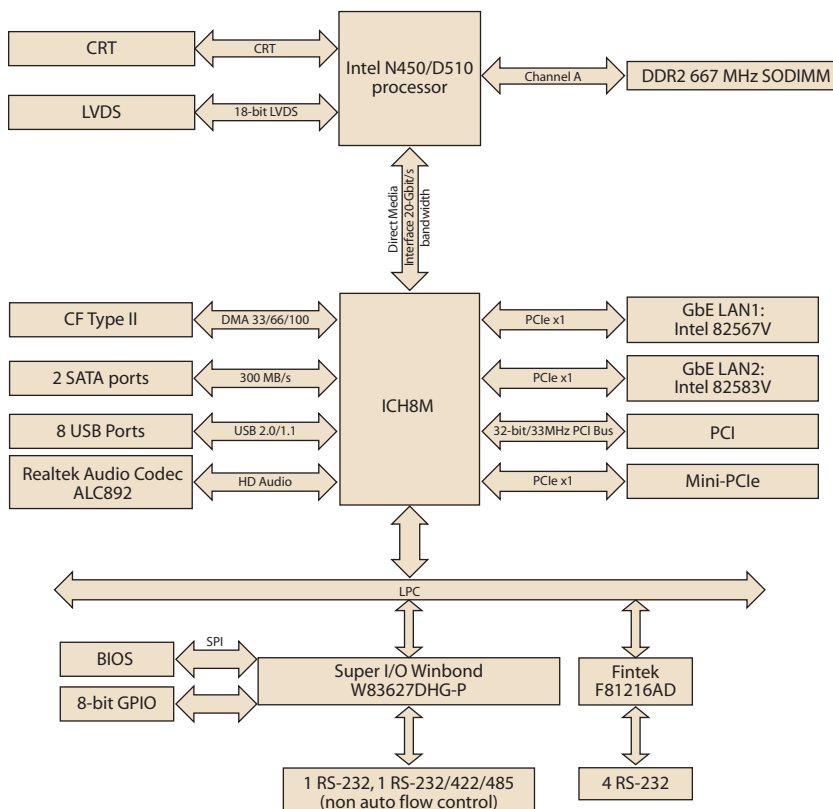 CRT
CRT
Intel N450/D510
processor
Channel A
DDR2 667 MHz SODIMM
LVDS
18-bit LVDS
Direct Media
Interface 20-Gbit/s
bandwidth
CF Type II
DMA 33/66/100
PCIe x1
GbE LAN1:
Intel 82567V
2 SATA ports
300 MB/s
ICH8M
PCIe x1
GbE LAN2:
Intel 82583V
8 USB Ports
USB 2.0/1.1
32-bit/33MHz PCI Bus
PCI
Realtek Audio Codec
ALC892
HD Audio
PCIe x1
Mini-PCIe
LPC
BIOS
SPI
Super I/O Winbond
W83627DHG-P
Fintek
F81216AD
8-bit GPIO
1 RS-232, 1 RS-232/422/485
(non auto flow control)
4 RS-232